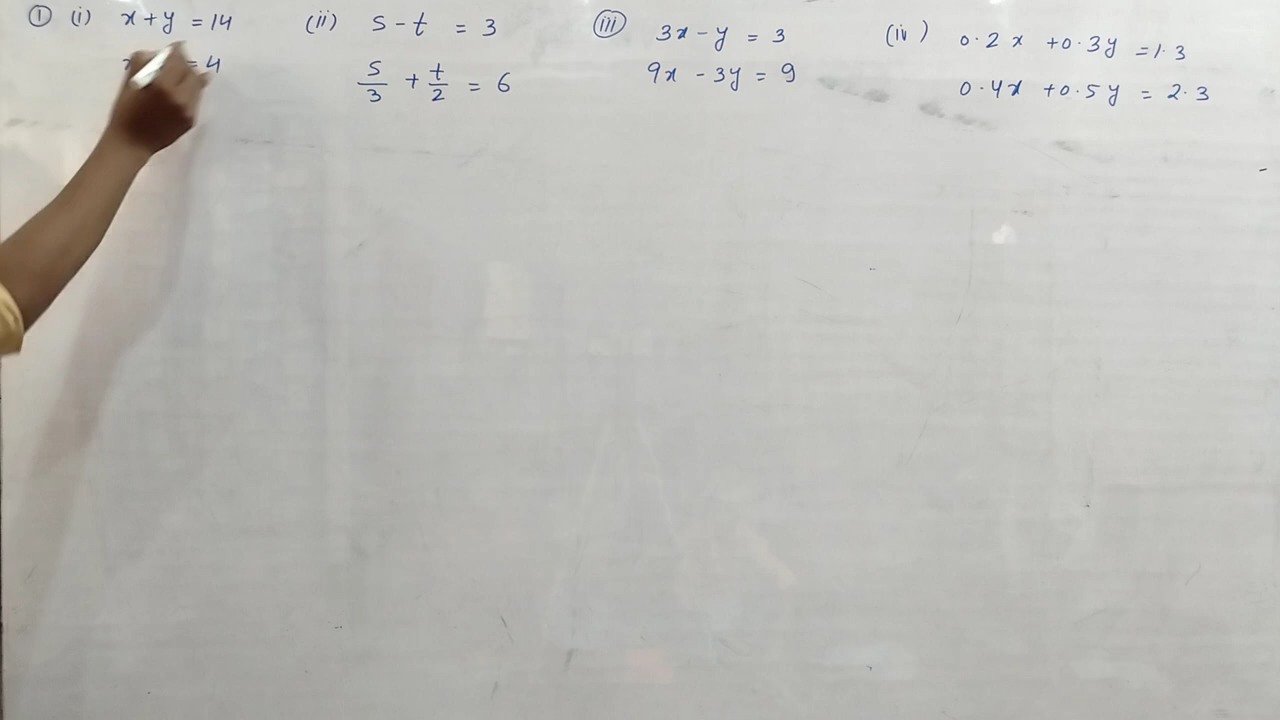 ① (i) x + y = 14
= 4
(ii) s - t = 3
s/3 + t/2 = 6
(iii) 3x - y = 3
9x - 3y = 9
(iv) 0.2x + 0.3y = 1.3
0.4x + 0.5y = 2.3